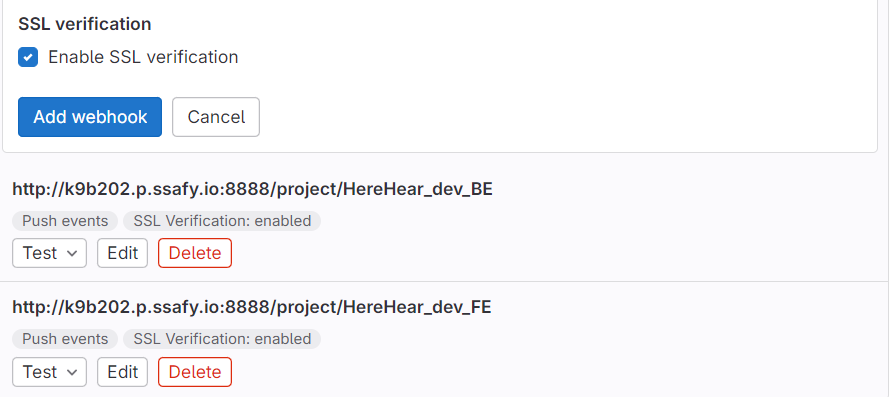 SSL verification
Enable SSL verification
Add webhook Cancel
http://k9b202.p.ssafy.io:8888/project/HereHear_dev_BE
Push events SSL Verification: enabled
Test Edit Delete
http://k9b202.p.ssafy.io:8888/project/HereHear_dev_FE
Push events SSL Verification: enabled
Test Edit Delete